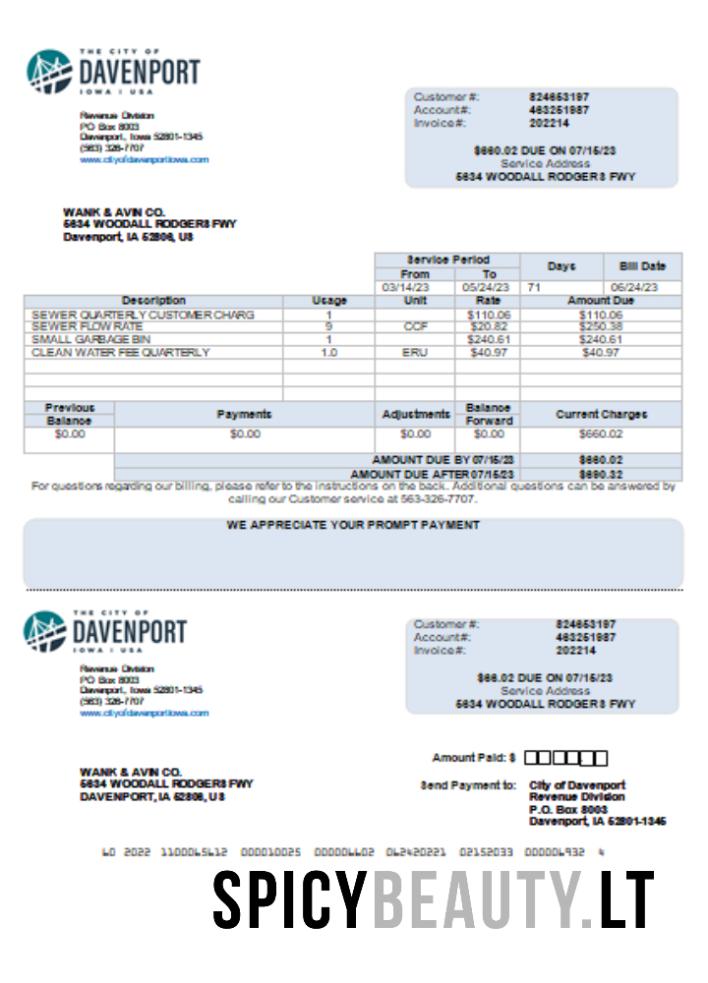 THE CITY OF
DAVENPORT
IOWA | USA
Revenue Division
PO Box 8003
Davenport, Iowa 52801-1345
(563) 326-7707
www.cityofdavenportiowa.com
Customer #: 824653197
Account#: 463251987
Invoice#: 202214
$660.02 DUE ON 07/15/23
Service Address
5634 WOODALL RODGERS FWY
WANK & AVIN CO.
5634 WOODALL RODGERS FWY
Davenport, IA 52806, US
Service Period Days Bill Date
From To
03/14/23 05/24/23 71 06/24/23
Description Usage Unit Rate Amount Due
SEWER QUARTERLY CUSTOMER CHARG 1 $110.06 $110.06
SEWER FLOW RATE 9 CCF $20.82 $250.38
SMALL GARBAGE BIN 1 $240.61 $240.61
CLEAN WATER FEE QUARTERLY 1.0 ERU $40.97 $40.97
Previous Balance Payments Adjustments Balance Forward Current Charges
$0.00 $0.00 $0.00 $0.00 $660.02
AMOUNT DUE BY 07/15/23 $660.02
AMOUNT DUE AFTER 07/15/23 $690.32
For questions regarding our billing, please refer to the instructions on the back. Additional questions can be answered by
calling our Customer service at 563-326-7707.
WE APPRECIATE YOUR PROMPT PAYMENT
THE CITY OF
DAVENPORT
IOWA | USA
Revenue Division
PO Box 8003
Davenport, Iowa 52801-1345
(563) 326-7707
www.cityofdavenportiowa.com
Customer #: 824653197
Account#: 463251987
Invoice#: 202214
$66.02 DUE ON 07/15/23
Service Address
5634 WOODALL RODGERS FWY
Amount Paid: $
WANK & AVIN CO.
5634 WOODALL RODGERS FWY
DAVENPORT, IA 52806, US
Send Payment to: City of Davenport
Revenue Division
P.O. Box 8003
Davenport, IA 52801-1345
60 2022 1100065612 000010025 000006602 062420221 02152033 000006932 4
SPICYBEAUTY.LT